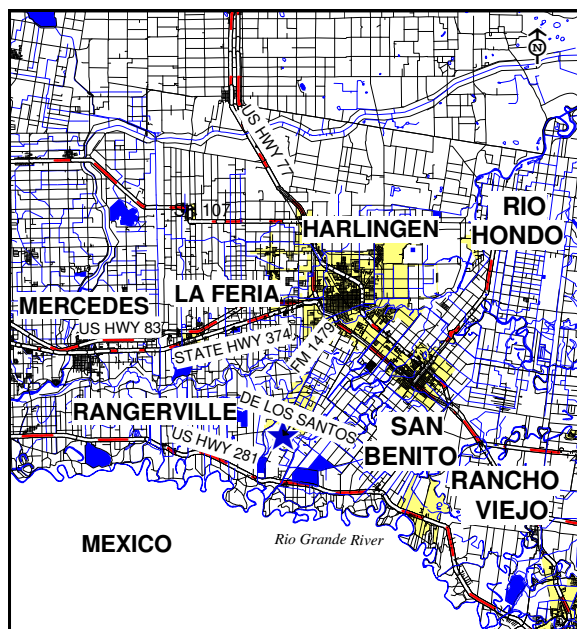 N
US HWY 77
SH 107
RIO
HONDO
HARLINGEN
LA FERIA
MERCEDES
US HWY 83
STATE HWY 374
FM 1479
RANGERVILLE
DE LOS SANTOS
US HWY 281
SAN
BENITO
RANCHO
VIEJO
MEXICO
Rio Grande River